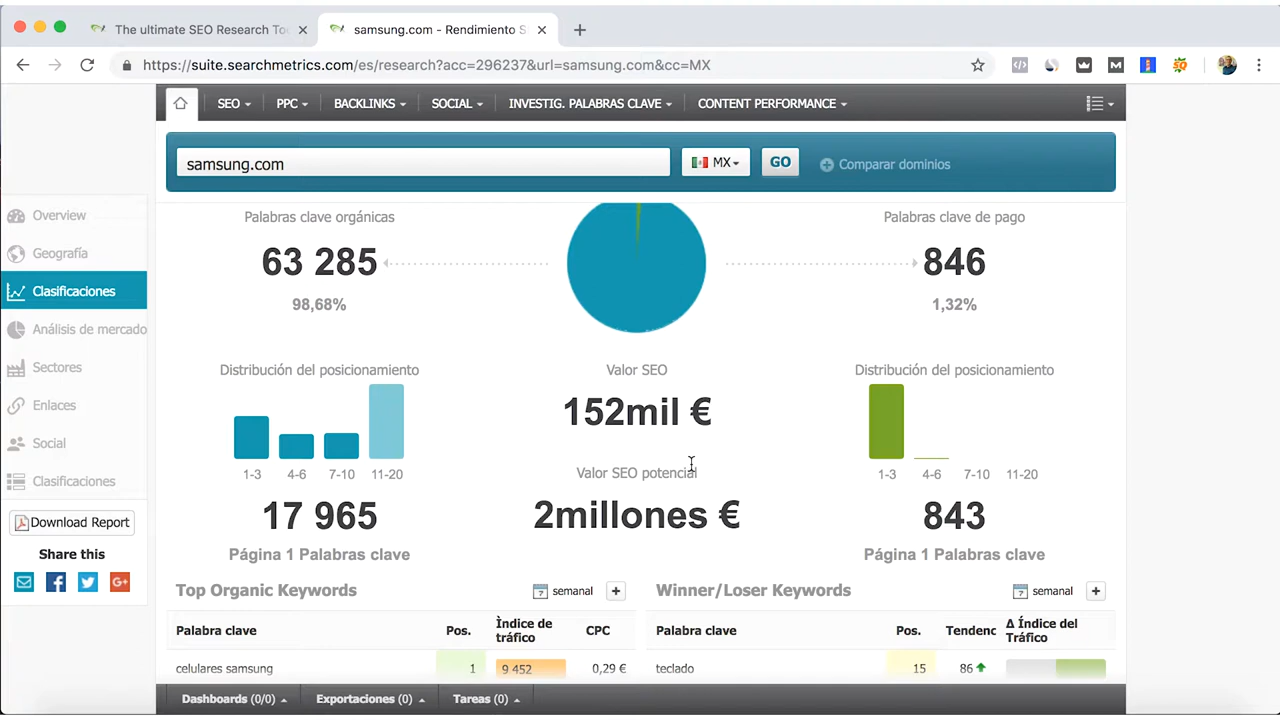 The ultimate SEO Research To
samsung.com - Rendimiento S
https://suite.searchmetrics.com/es/research?acc=296237&url=samsung.com&cc=MX
SEO
PPC
BACKLINKS
SOCIAL
INVESTIG. PALABRAS CLAVE
CONTENT PERFORMANCE
samsung.com
MX
GO
Comparar dominios
Overview
Geografía
Clasificaciones
Análisis de mercado
Sectores
Enlaces
Social
Clasificaciones
Download Report
Share this
Palabras clave orgánicas
63 285
98,68%
Palabras clave de pago
846
1,32%
Distribución del posicionamiento
1-3 4-6 7-10 11-20
17 965
Página 1 Palabras clave
Valor SEO
152mil €
Valor SEO potencial
2millones €
Distribución del posicionamiento
1-3 4-6 7-10 11-20
843
Página 1 Palabras clave
Top Organic Keywords
semanal
+
Palabra clave Pos. Ìndice de tráfico CPC
celulares samsung 1 9 452 0,29 €
Winner/Loser Keywords
semanal
+
Palabra clave Pos. Tendenc Δ Índice del Tráfico
teclado 15 86
Dashboards (0/0)
Exportaciones (0)
Tareas (0)